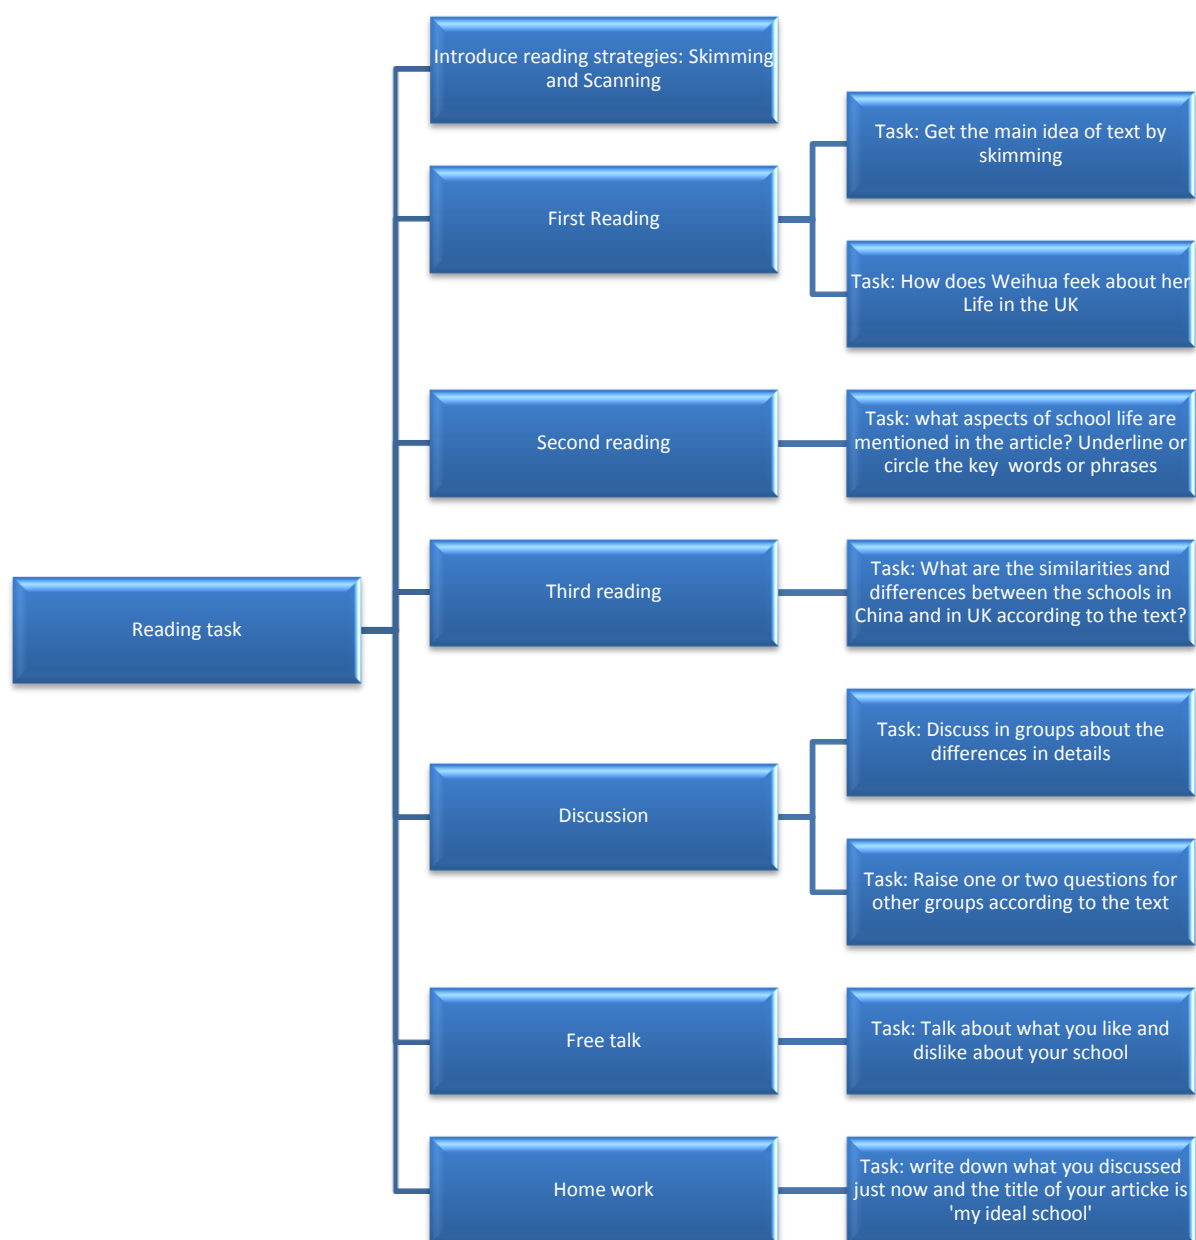 Introduce reading strategies: Skimming
and Scanning
Task: Get the main idea of text by
skimming
First Reading
Task: How does Weihua feek about her
Life in the UK
Task: what aspects of school life are
mentioned in the article? Underline or
circle the key  words or phrases
Second reading
Task: What are the similarities and
differences between the schools in
China and in UK according to the text?
Third reading
Reading task
Task: Discuss in groups about the
differences in details
Discussion
Task: Raise one or two questions for
other groups according to the text
Free talk
Task: Talk about what you like and
dislike about your school
Home work
Task: write down what you discussed
just now and the title of your articke is
'my ideal school'